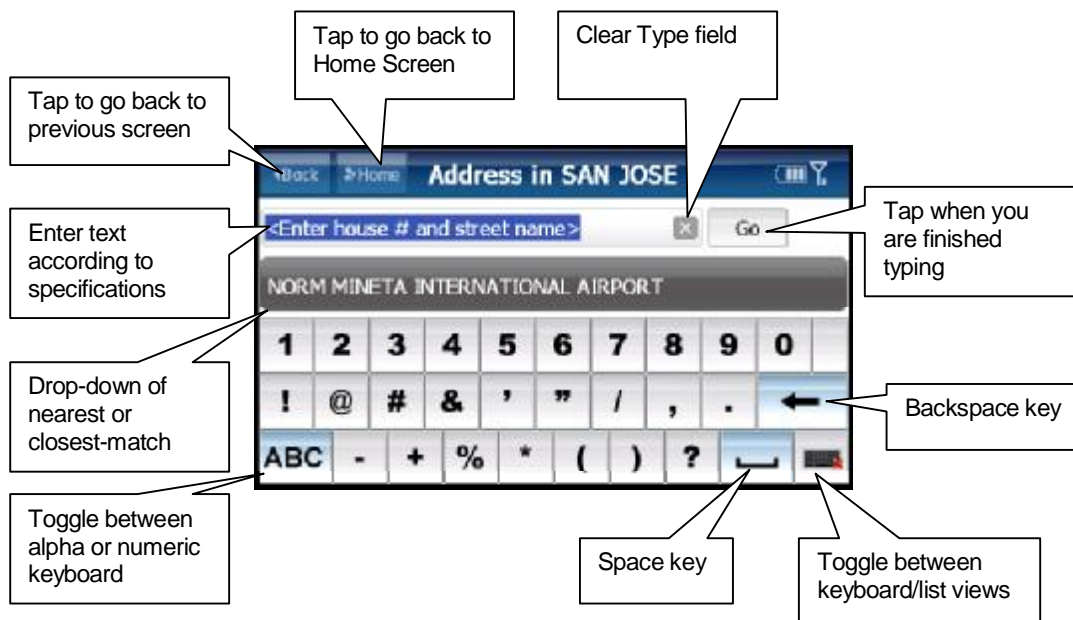 Tap to go back to
Home Screen
Clear Type field
Tap to go back to
previous screen
Back
Home
Address in SAN JOSE
<Enter house # and street name>
Go
Enter text
according to
specifications
Tap when you
are finished
typing
NORM MINETA INTERNATIONAL AIRPORT
1 2 3 4 5 6 7 8 9 0
Drop-down of
nearest or
closest-match
! @ # & ' " / , .
Backspace key
ABC - + % * ( ) ?
Toggle between
alpha or numeric
keyboard
Space key
Toggle between
keyboard/list views